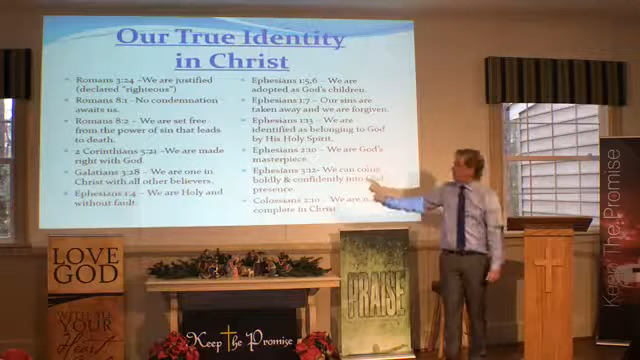 Our True Identity
in Christ
Romans 3:24 –We are justified
(declared "righteous")
Romans 8:1 –No condemnation
awaits us.
Romans 8:2 – We are set free
from the power of sin that leads
to death.
2 Corinthians 5:21 –We are made
right with God
Galatians 3:28 –We are one in
Christ with all other believers.
Ephesians 1:4 – We are Holy and
without fault.
Ephesians 1:5,6 – We are
adopted as God's children.
Ephesians 1:7 – Our sins are
taken away and we are forgiven.
Ephesians 1:13 – We are
identified as belonging to God
by His Holy Spirit.
Ephesians 2:10 – We are God's
masterpiece.
Ephesians 3:12– We can come
boldly & confidently into God
presence.
Colossians 2:10 – We are
complete in Christ
LOVE
GOD
WITH ALL
YOUR
Heart
PRAISE
Keep The Promise
Keep The Promise